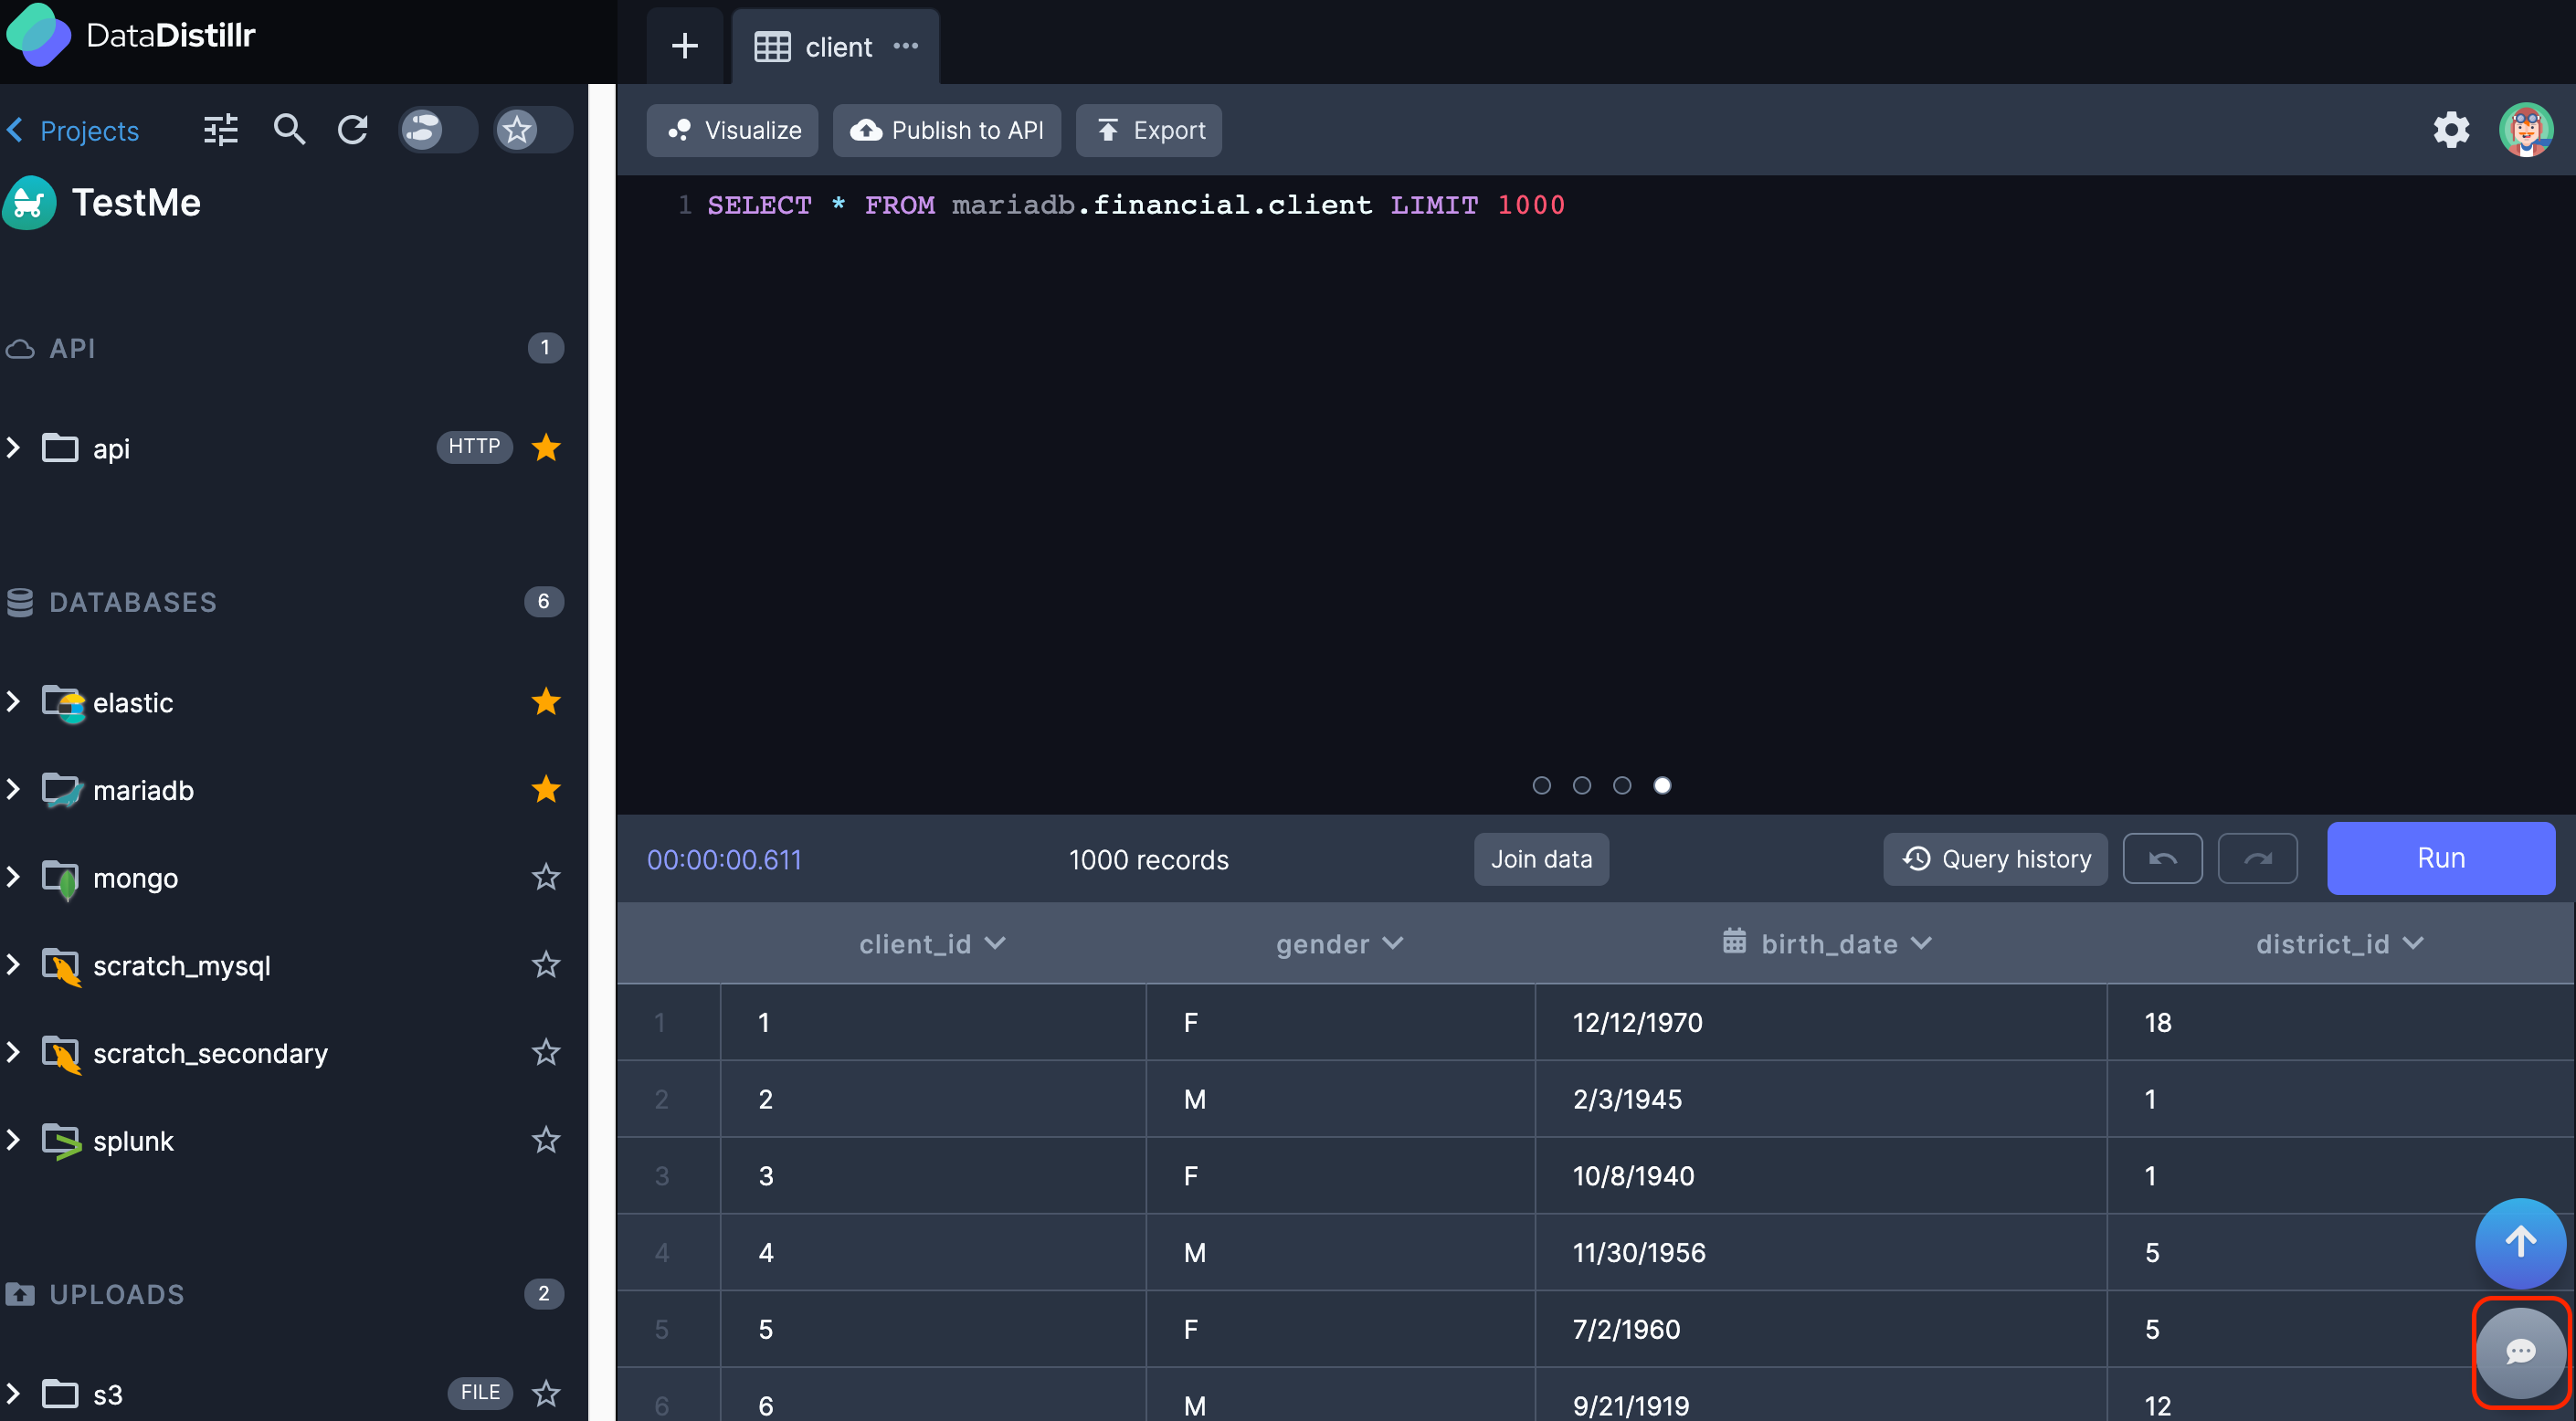 DataDistillr
+ client ...
Projects
TestMe
API 1
api HTTP
DATABASES 6
elastic
mariadb
mongo
scratch_mysql
scratch_secondary
splunk
UPLOADS 2
s3 FILE
Visualize Publish to API Export
1 SELECT * FROM mariadb.financial.client LIMIT 1000
00:00:00.611 1000 records Join data Query history Run
client_id gender birth_date district_id
1 1 F 12/12/1970 18
2 2 M 2/3/1945 1
3 3 F 10/8/1940 1
4 4 M 11/30/1956 5
5 5 F 7/2/1960 5
6 6 M 9/21/1919 12